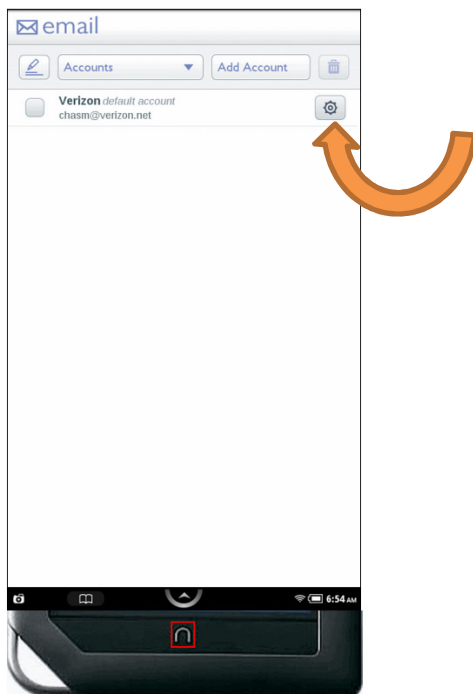 email
Accounts
Add Account
Verizon default account
chasm@verizon.net
6:54 AM